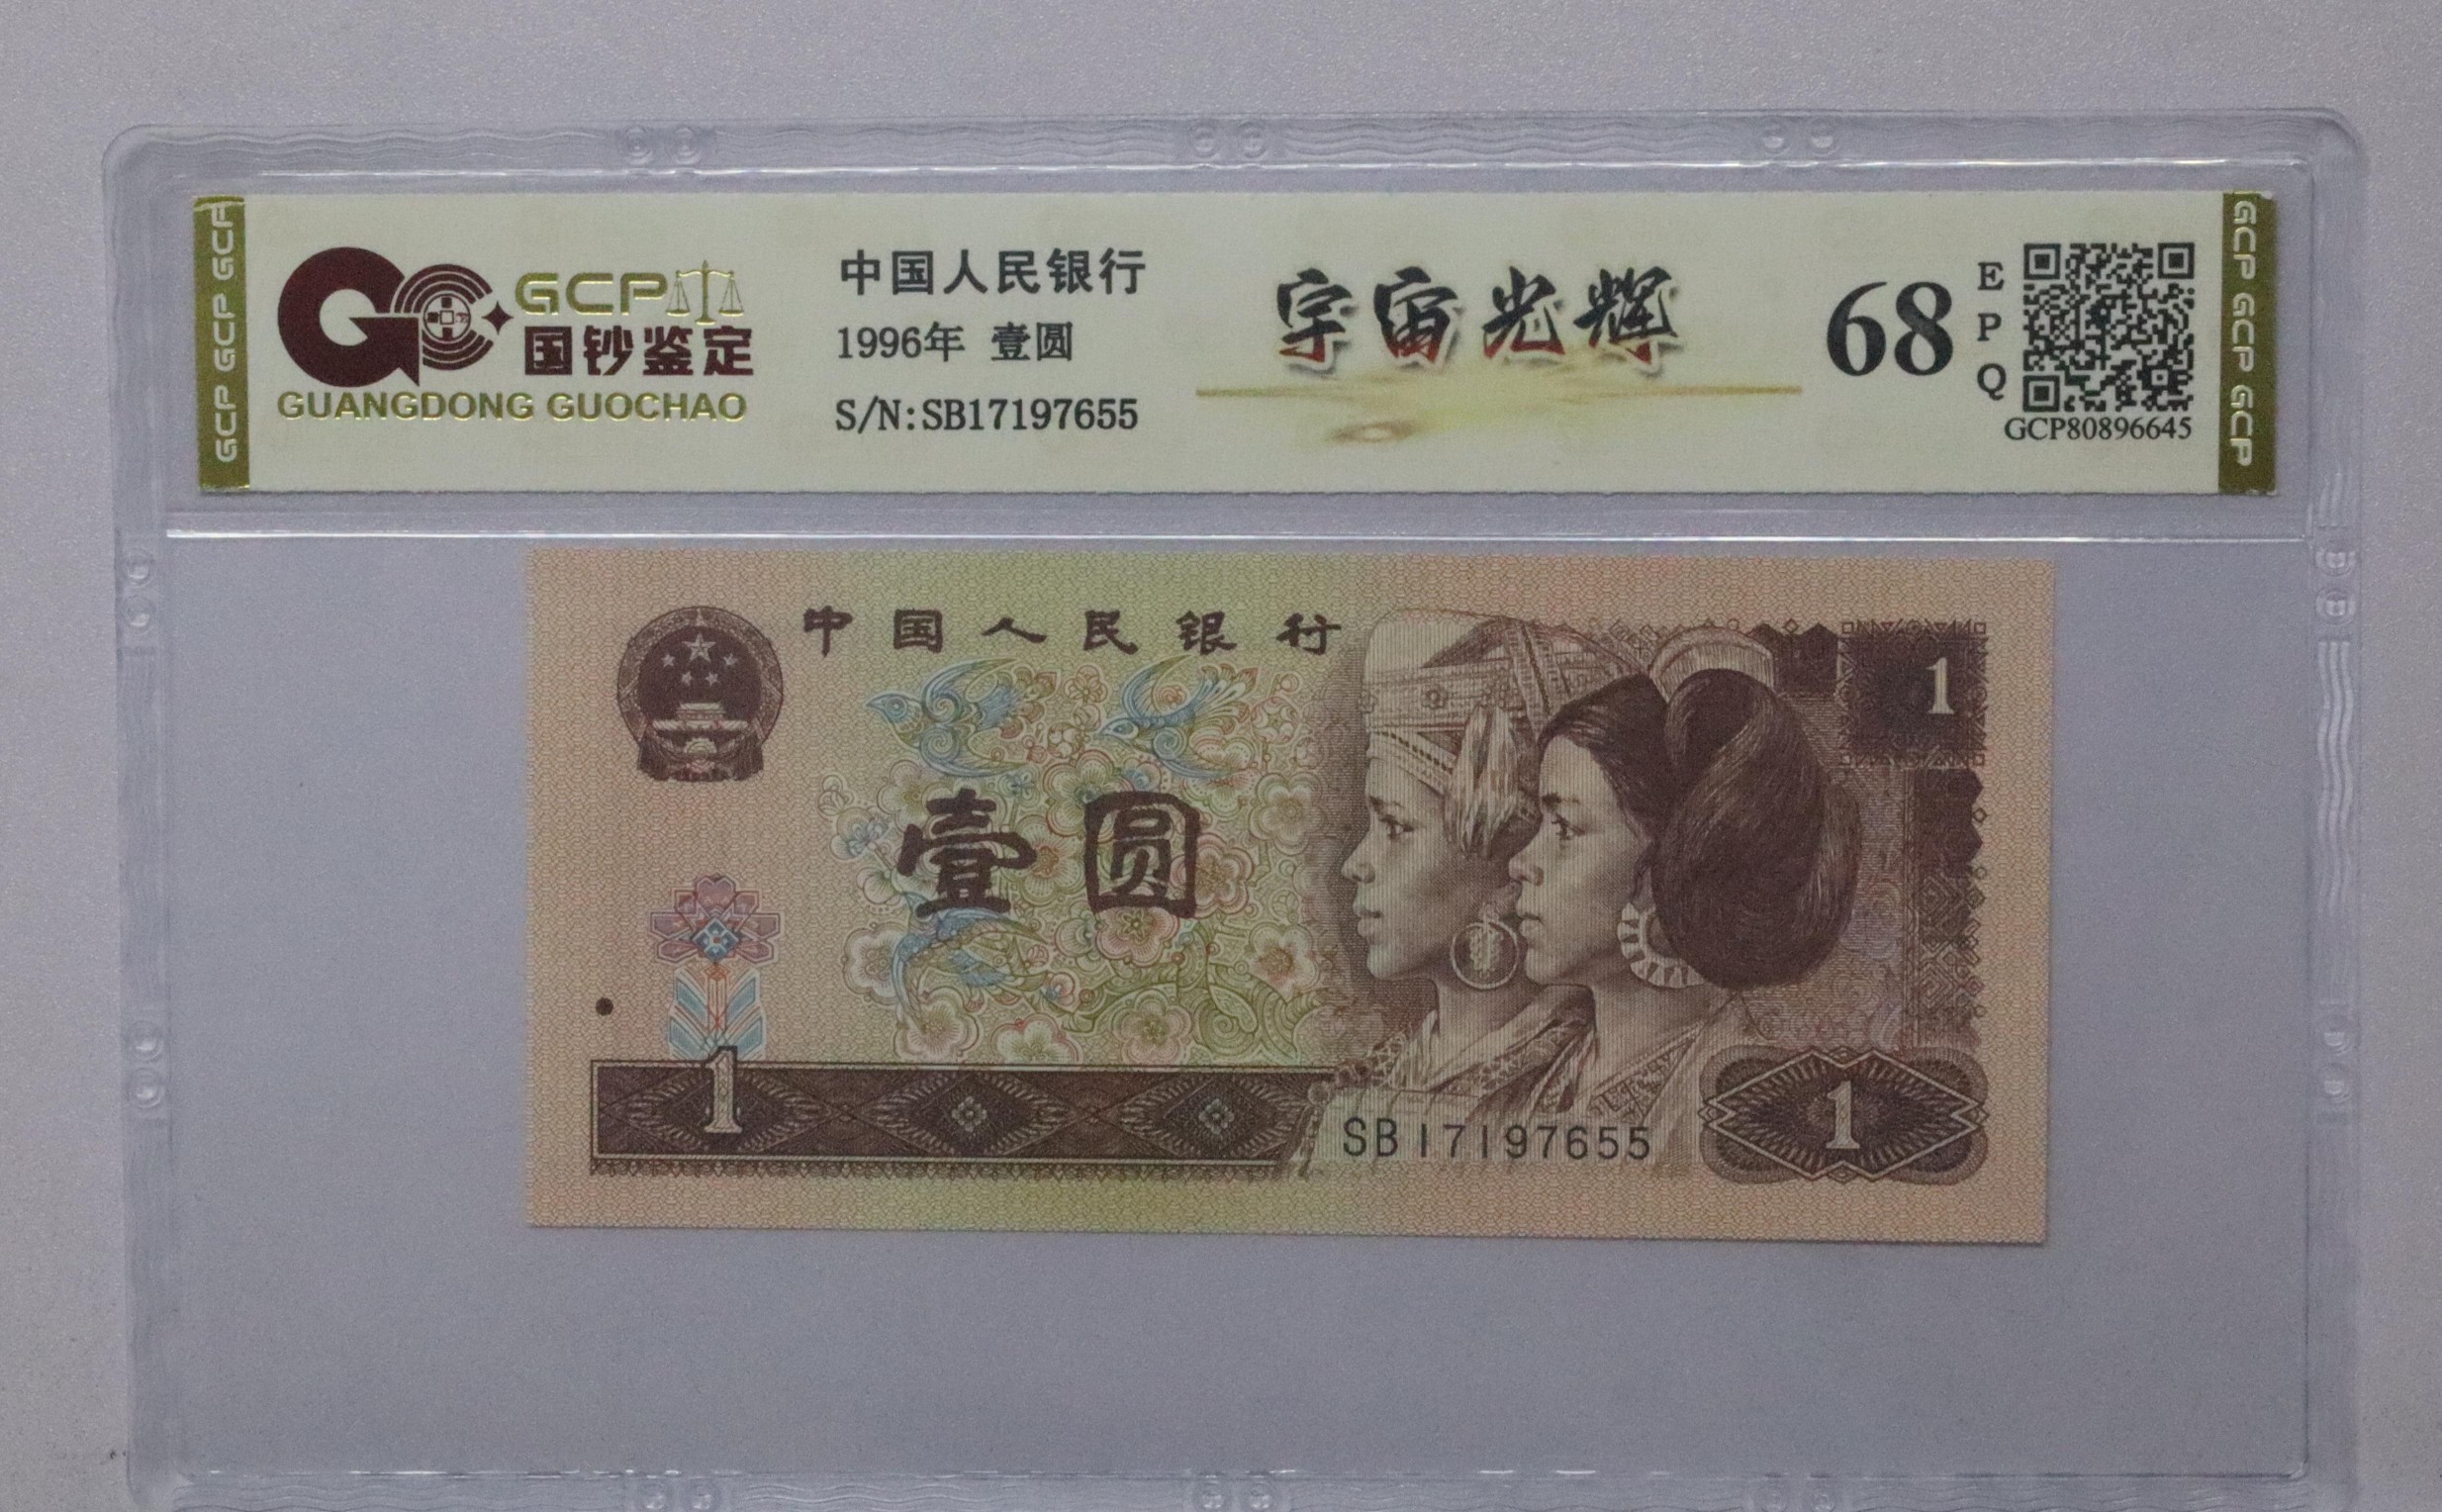 GCP GCP GCP
GCP
国钞鉴定
GUANGDONG GUOCHAO
中国人民银行
1996年 壹圆
S/N:SB17197655
宇宙光辉
68
EPQ
GCP80896645
GCP GCP GCP
中国人民银行
1
壹圆
1
SB17197655
1